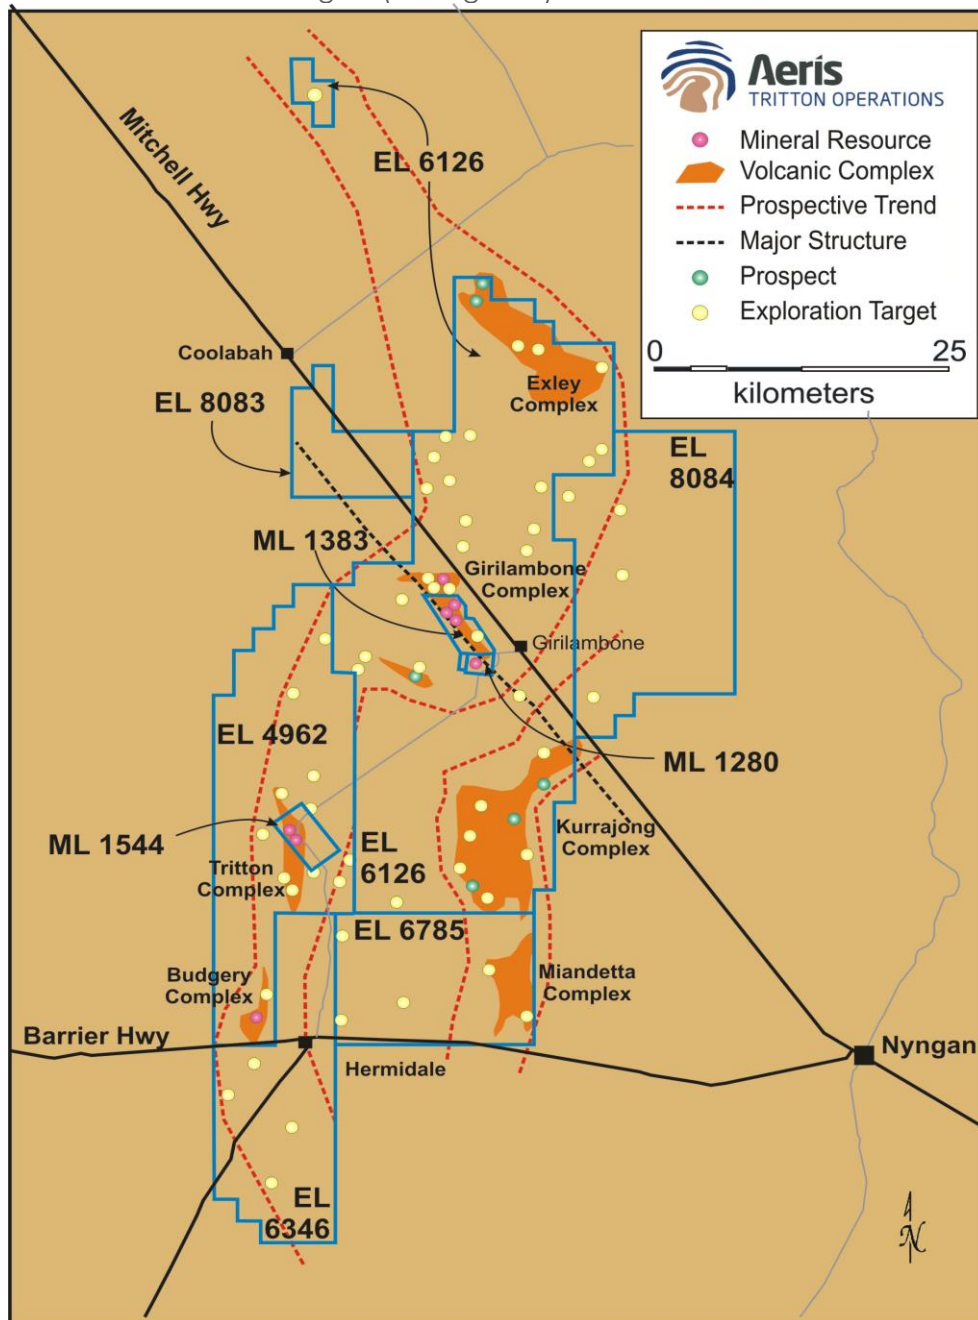 Aeris
TRITTON OPERATIONS
Mineral Resource
Volcanic Complex
Prospective Trend
Major Structure
Prospect
Exploration Target
0 25
kilometers
Mitchell Hwy
EL 6126
Coolabah
EL 8083
Exley
Complex
EL
8084
ML 1383
Girilambone
Complex
Girilambone
EL 4962
ML 1280
ML 1544
Kurrajong
Complex
Tritton
Complex
EL
6126
EL 6785
Budgery
Complex
Miandetta
Complex
Barrier Hwy
Nyngan
Hermidale
EL
6346
N